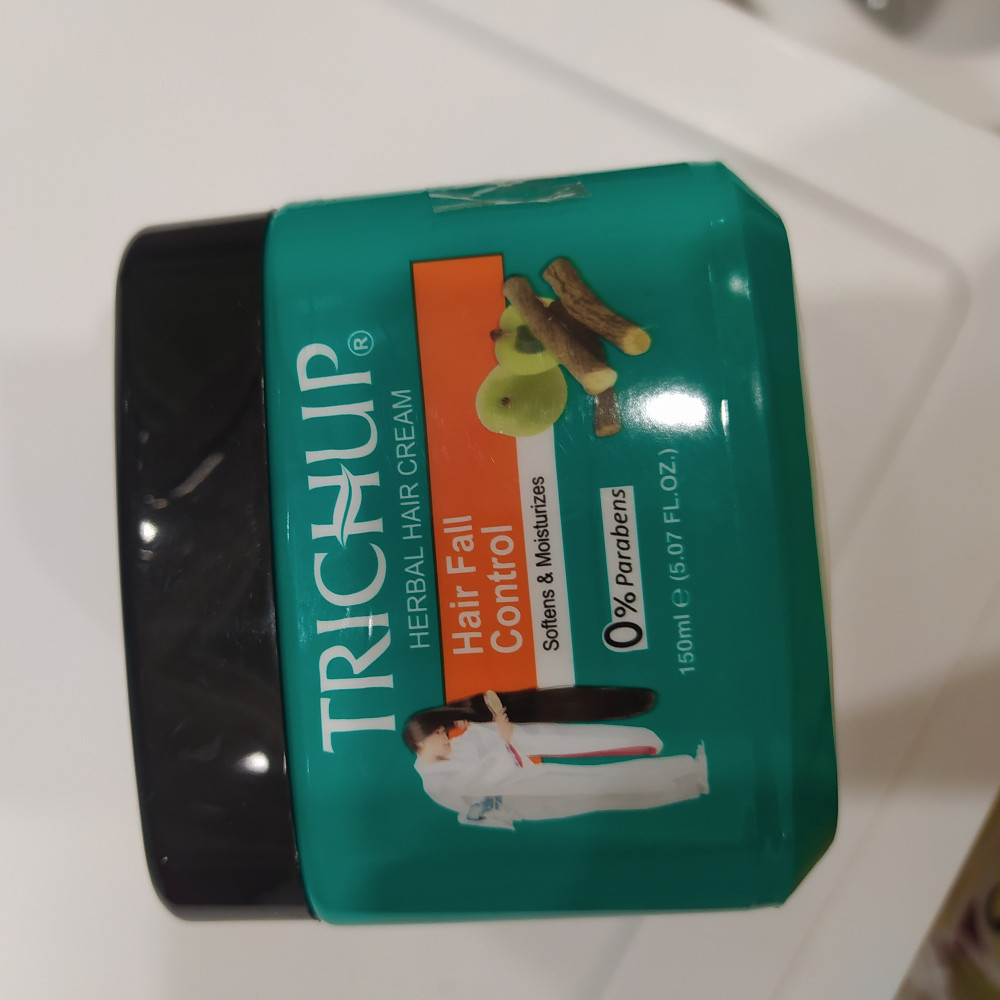 TRICHUP®
HERBAL HAIR CREAM
Hair Fall
Control
Softens & Moisturizes
0% Parabens
150ml ℮ (5.07 FL.OZ.)